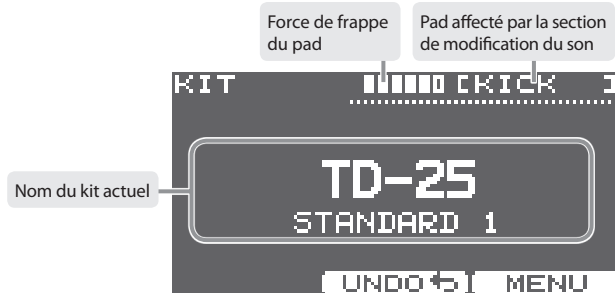 Force de frappe
du pad
Pad affecté par la section
de modification du son
KIT [KICK ]
Nom du kit actuel
TD-25
STANDARD 1
UNDO MENU